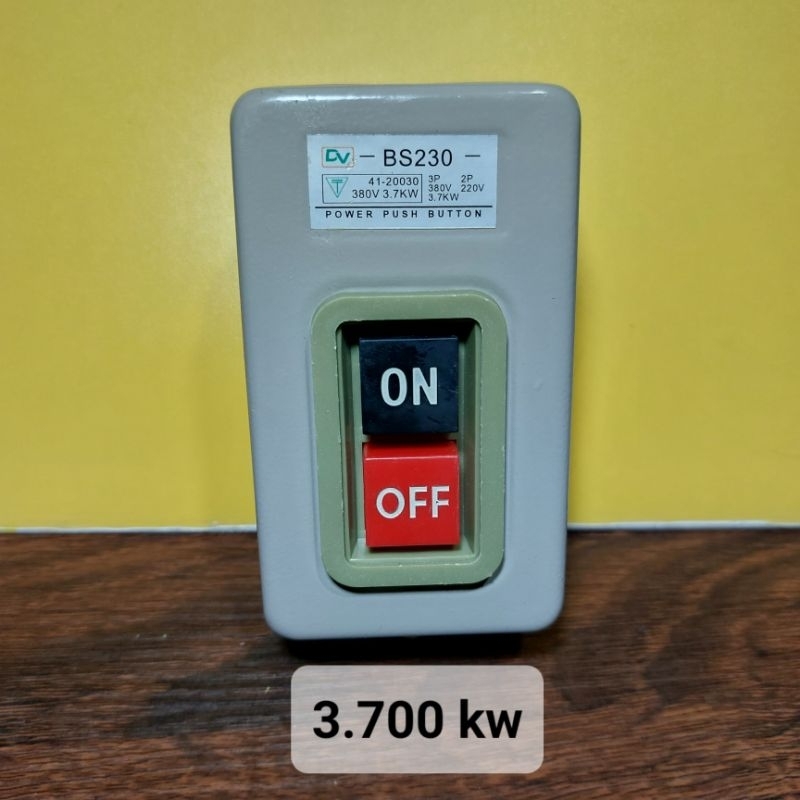 DV — BS230 —
T 41-20030 3P 2P
380V 3.7KW 380V 220V
3.7KW
POWER PUSH BUTTON
ON
OFF
3.700 kw